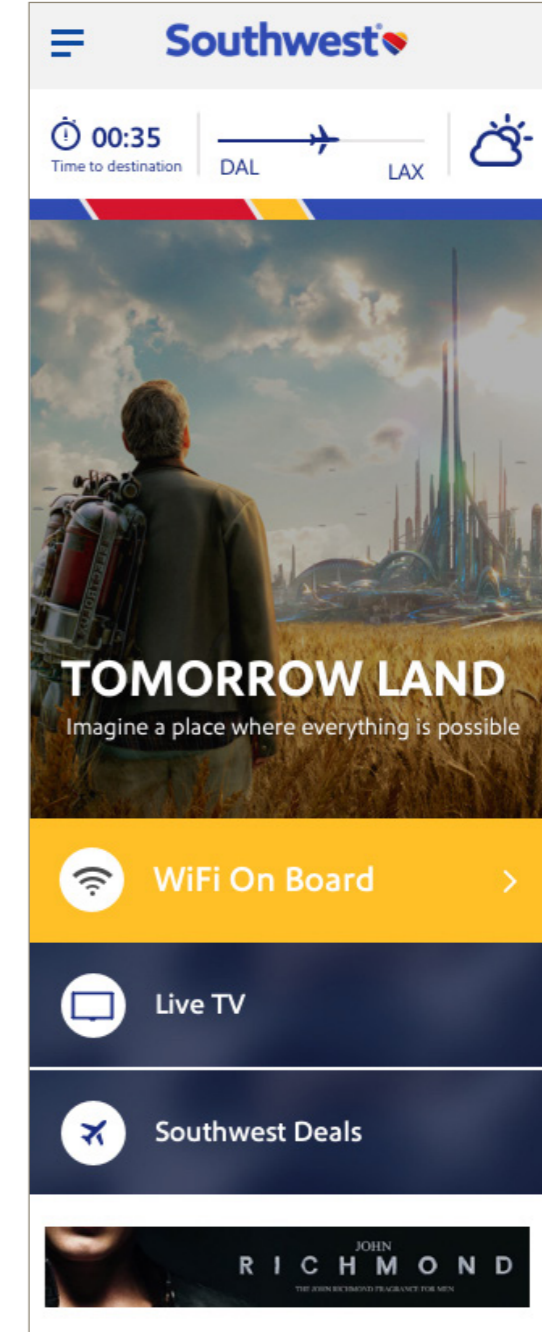 Southwest®
00:35
Time to destination
DAL
LAX
TOMORROW LAND
Imagine a place where everything is possible
WiFi On Board
Live TV
Southwest Deals
JOHN
RICHMOND
THE JOHN RICHMOND FRAGRANCE FOR MEN